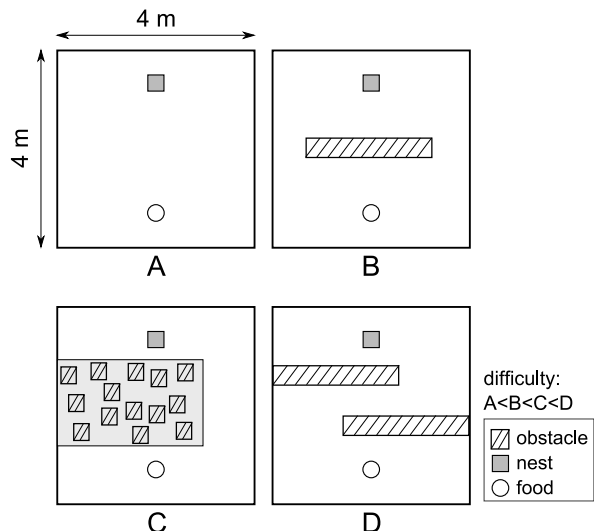 4 m
4 m
A
B
C
D
difficulty:
A<B<C<D
obstacle
nest
food